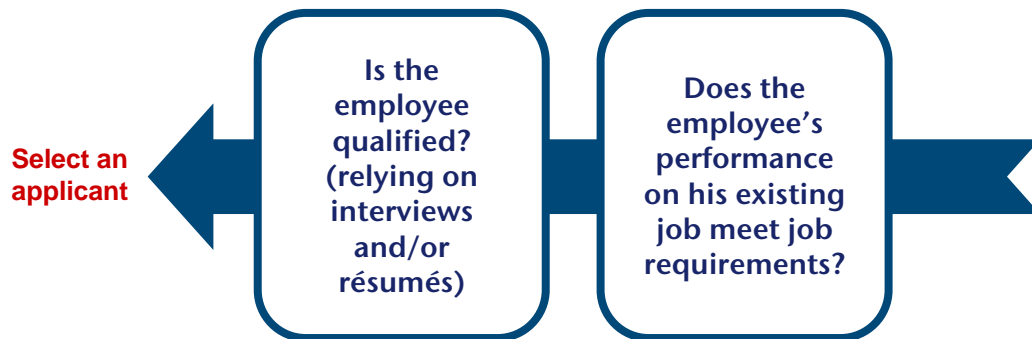 Select an
applicant
Is the
employee
qualified?
(relying on
interviews
and/or
résumés)
Does the
employee’s
performance
on his existing
job meet job
requirements?